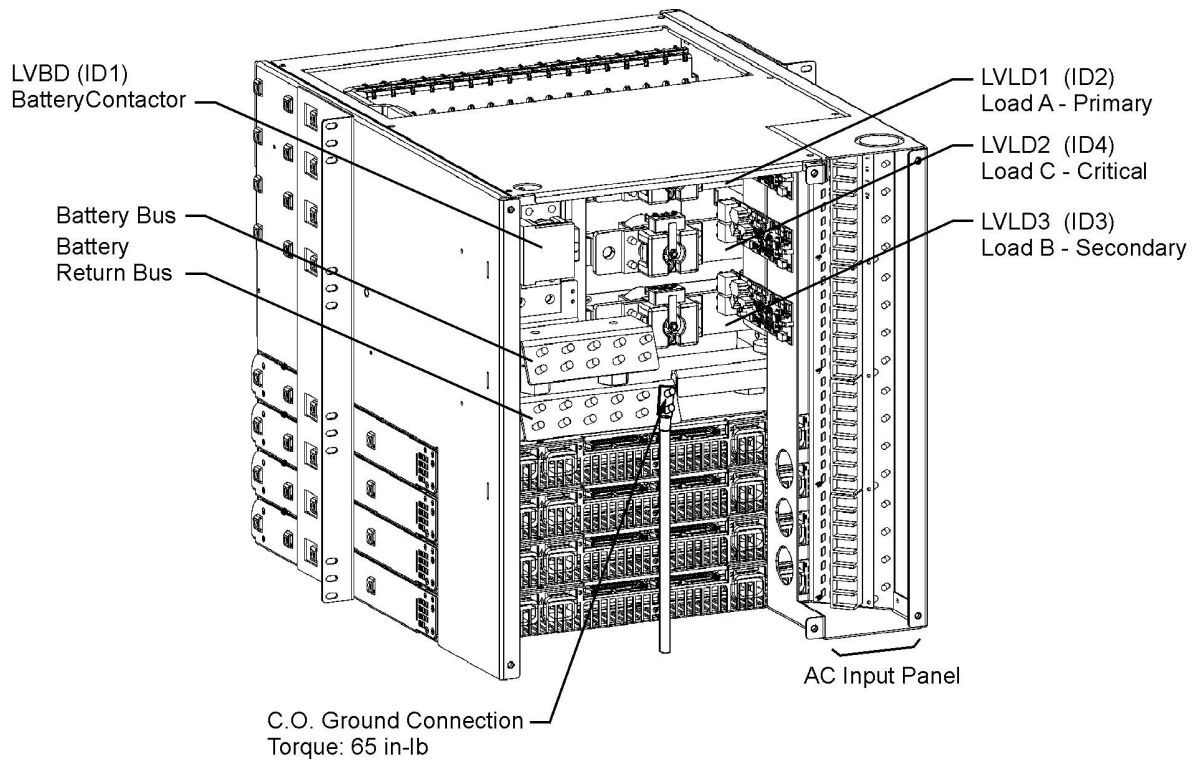 LVBD (ID1)
BatteryContactor
Battery Bus
Battery
Return Bus
LVLD1 (ID2)
Load A - Primary
LVLD2 (ID4)
Load C - Critical
LVLD3 (ID3)
Load B - Secondary
AC Input Panel
C.O. Ground Connection
Torque: 65 in-lb